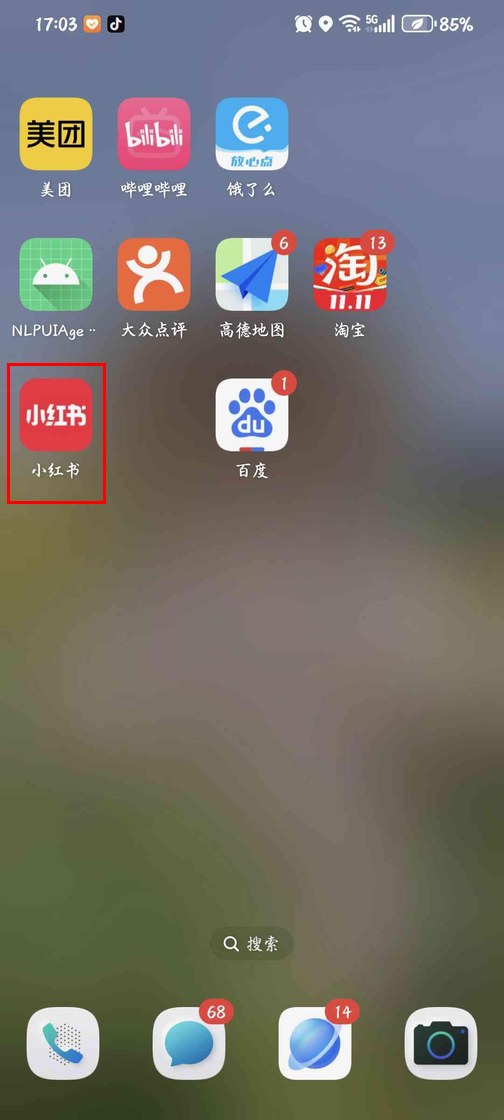 17:03
5G
85%
美团
bilibili
放心点
美团
哔哩哔哩
饿了么
6
13
淘
11.11
NLPUIAge ..
大众点评
高德地图
淘宝
小红书
1
du
小红书
百度
搜索
68
14